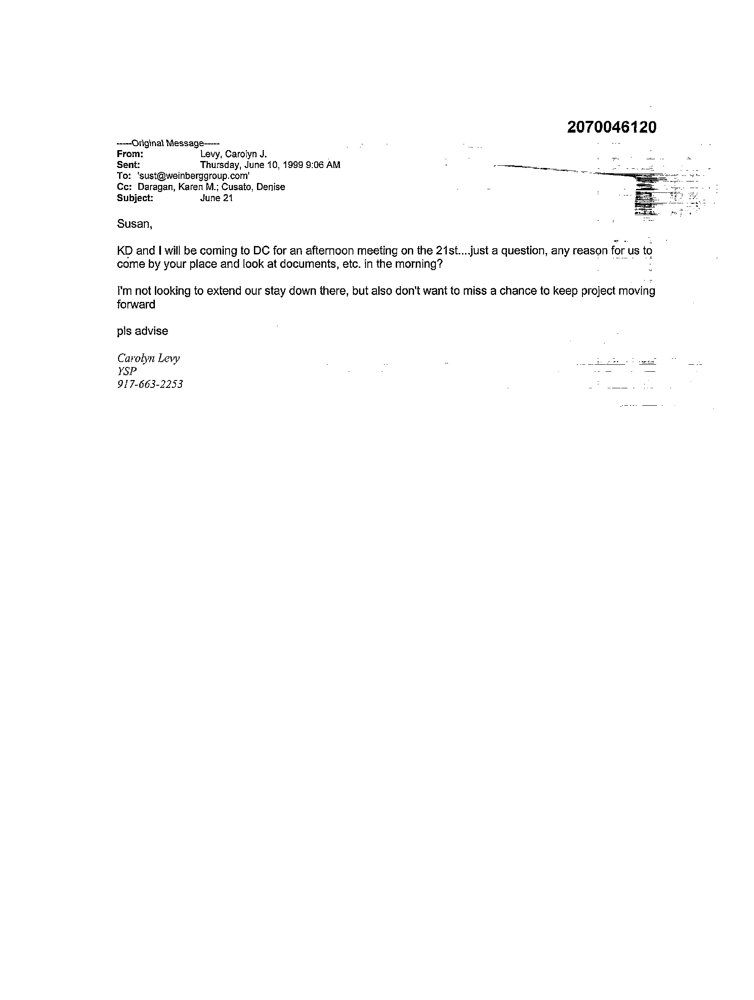 2070046120
-----Original Message-----
From: Levy, Carolyn J.
Sent: Thursday, June 10, 1999 9:06 AM
To: 'sust@weinberggroup.com'
Cc: Daragan, Karen M.; Cusato, Denise
Subject: June 21
Susan,
KD and I will be coming to DC for an afternoon meeting on the 21st....just a question, any reason for us to
come by your place and look at documents, etc. in the morning?
I'm not looking to extend our stay down there, but also don't want to miss a chance to keep project moving
forward
pls advise
Carolyn Levy
YSP
917-663-2253